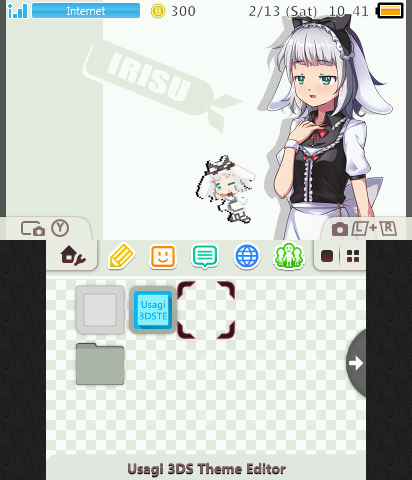 Internet
300
2/13 (Sat) 10 41
IRISU
Y
L+R
Usagi
3DSTE
Usagi 3DS Theme Editor